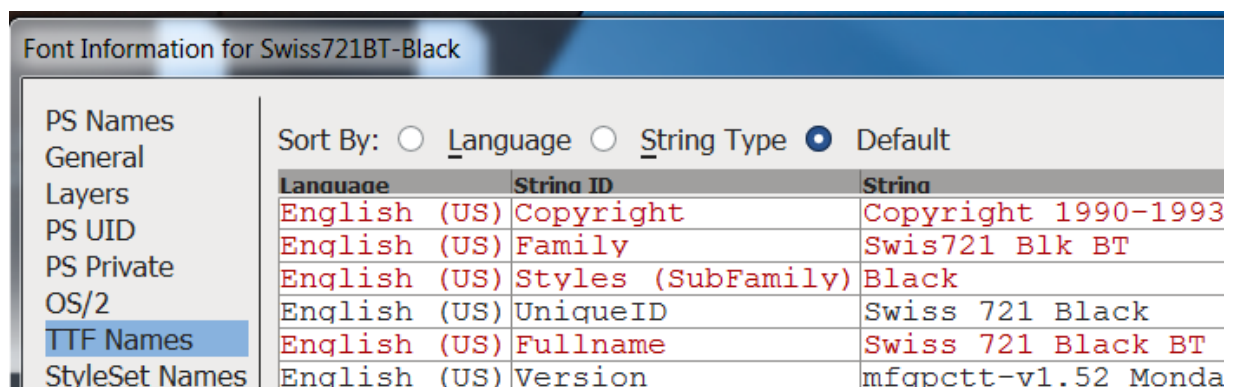 Font Information for Swiss721BT-Black
PS Names
General
Layers
PS UID
PS Private
OS/2
TTF Names
StyleSet Names
Sort By: Language String Type Default
Language String ID String
English (US) Copyright Copyright 1990-1993
English (US) Family Swis721 Blk BT
English (US) Styles (SubFamily) Black
English (US) UniqueID Swiss 721 Black
English (US) Fullname Swiss 721 Black BT
English (US) Version mfgpctt-v1.52 Monda